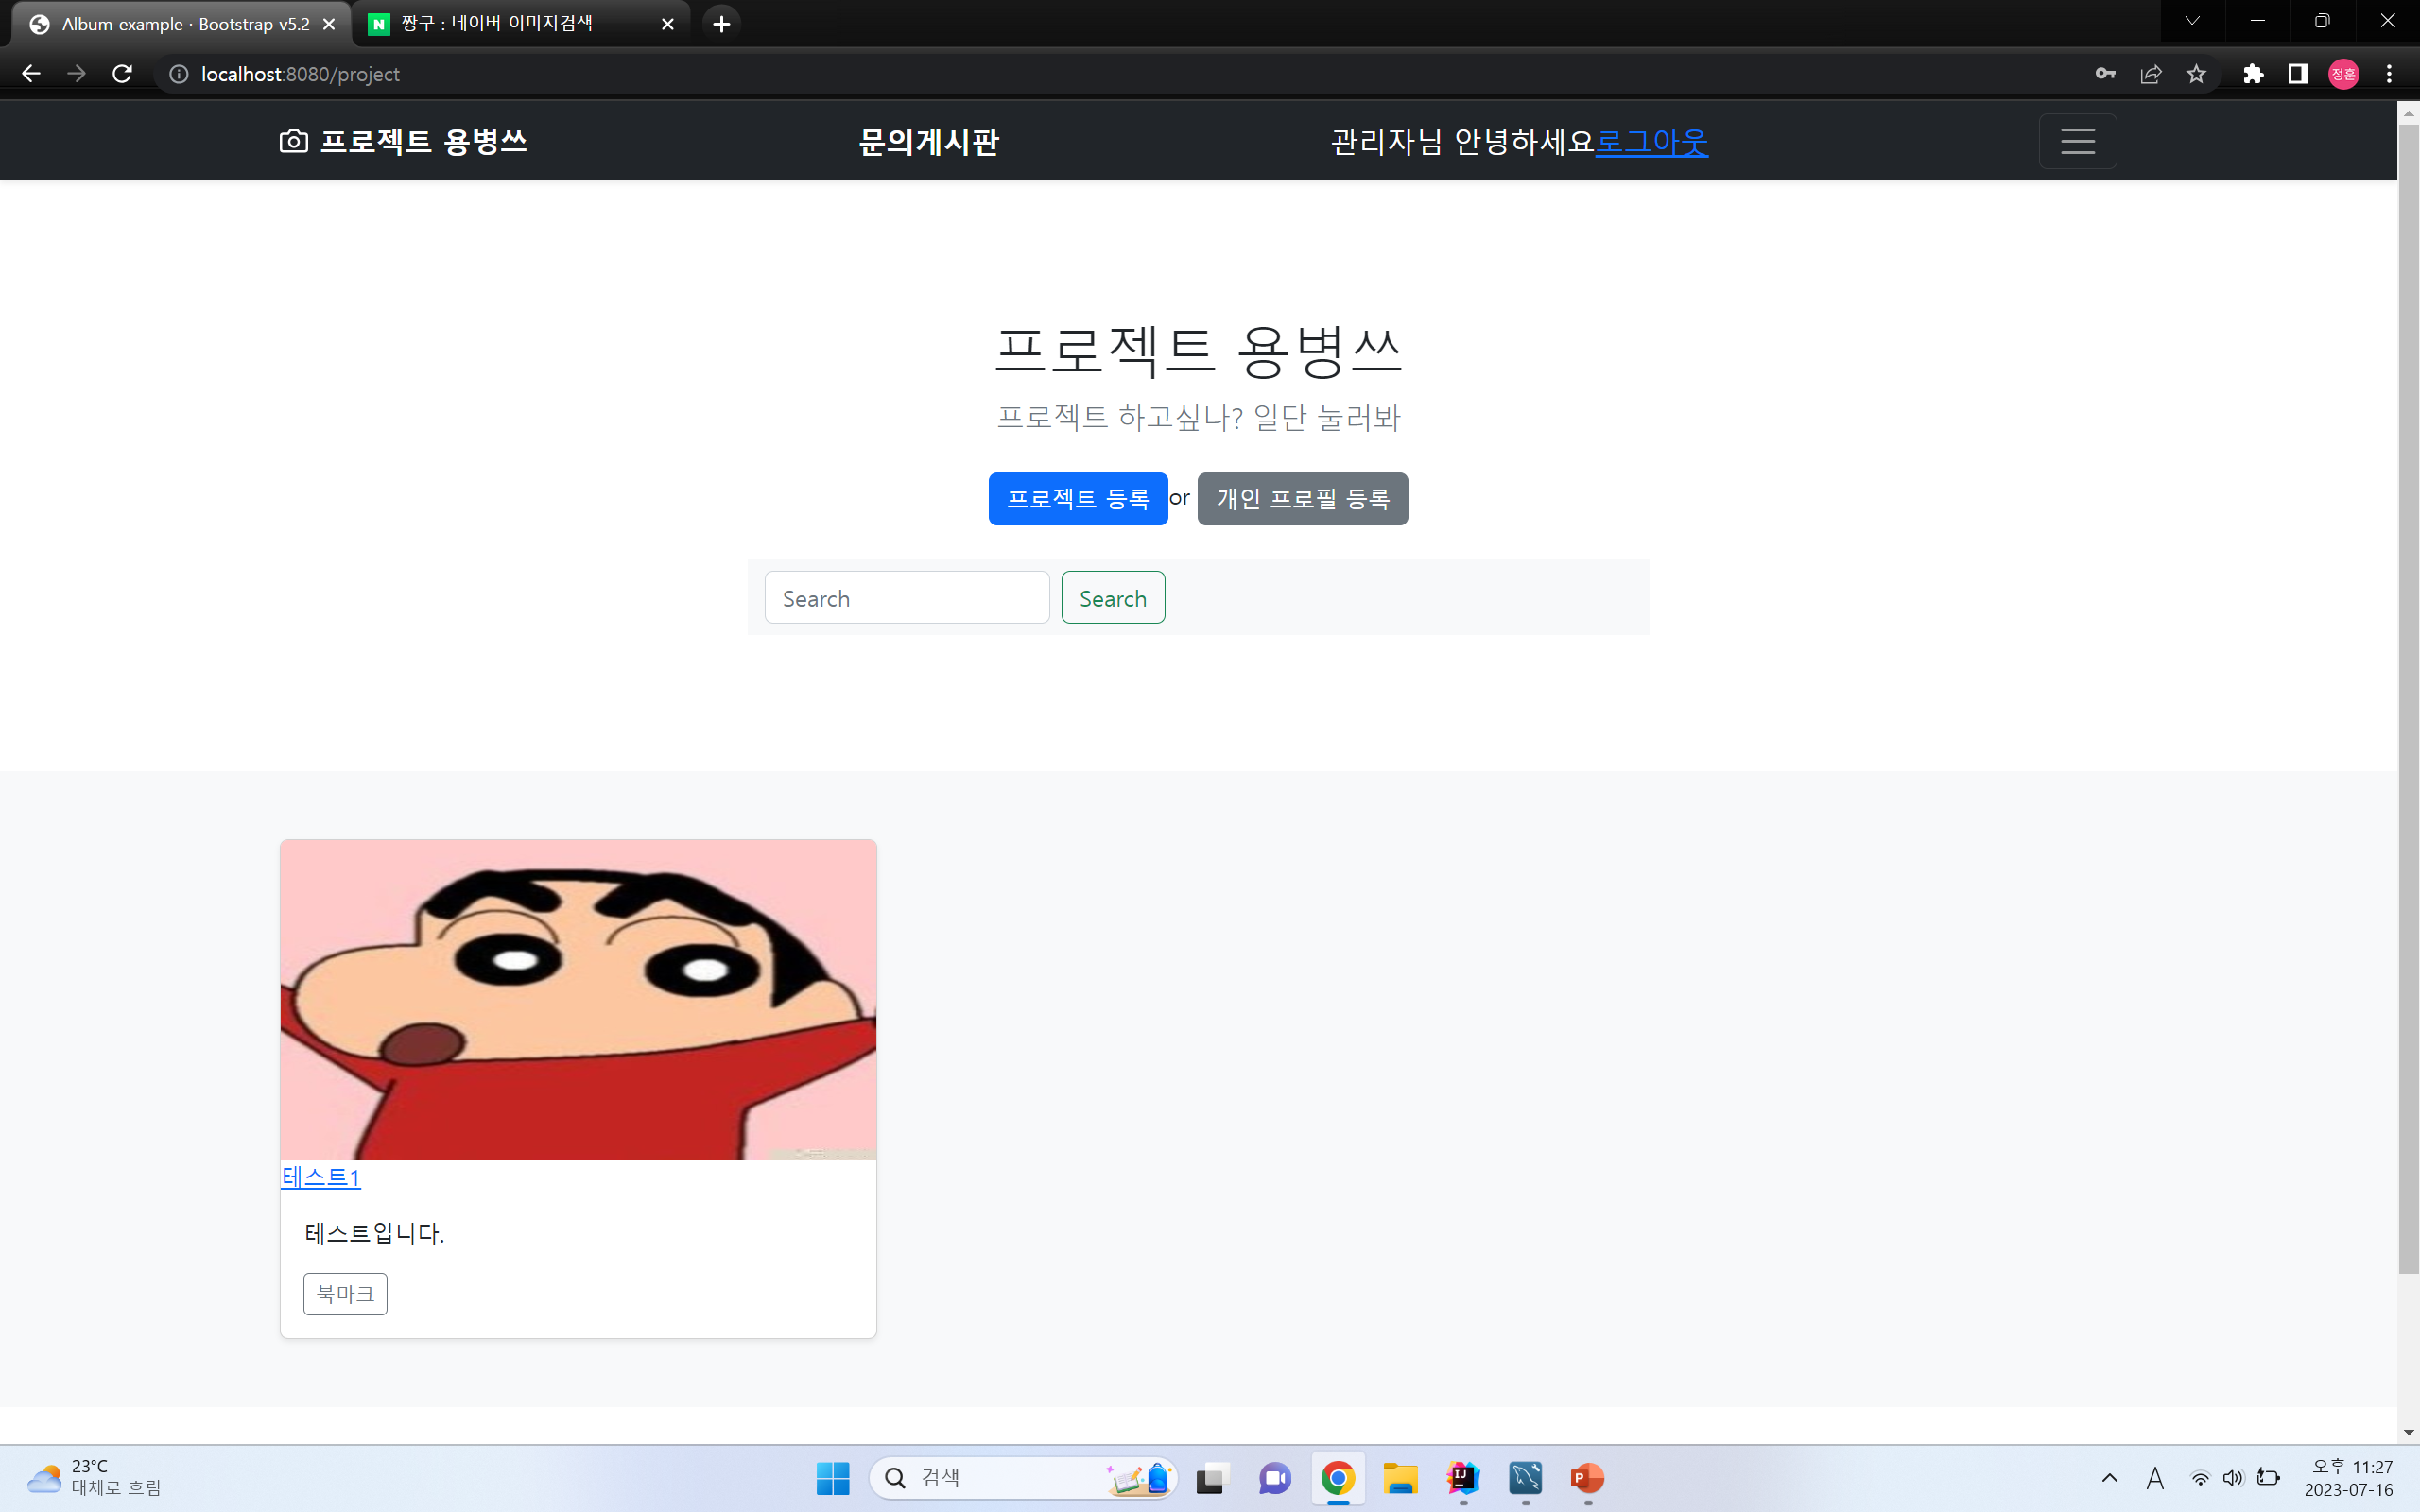 Album example · Bootstrap v5.2
짱구 : 네이버 이미지검색
localhost:8080/project
정훈
프로젝트 용병쓰
문의게시판
관리자님 안녕하세요로그아웃
프로젝트 용병쓰
프로젝트 하고싶나? 일단 눌러봐
프로젝트 등록 or 개인 프로필 등록
Search Search
테스트1
테스트입니다.
북마크
23°C
대체로 흐림
검색
A
오후 11:27
2023-07-16